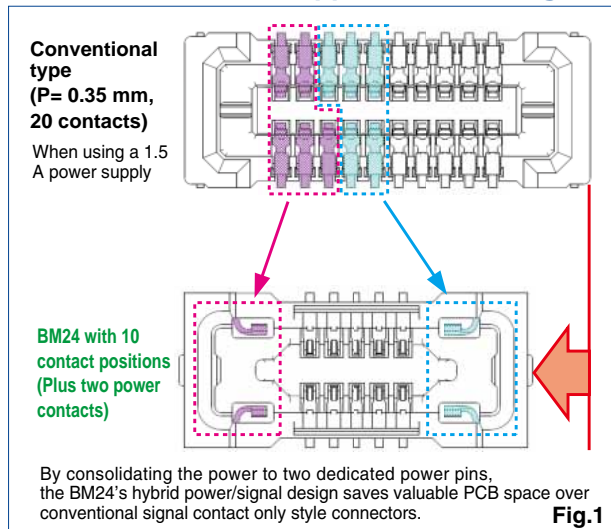 Conventional
type
(P= 0.35 mm,
20 contacts)
When using a 1.5
A power supply
BM24 with 10
contact positions
(Plus two power
contacts)
By consolidating the power to two dedicated power pins,
the BM24's hybrid power/signal design saves valuable PCB space over
conventional signal contact only style connectors.
Fig.1